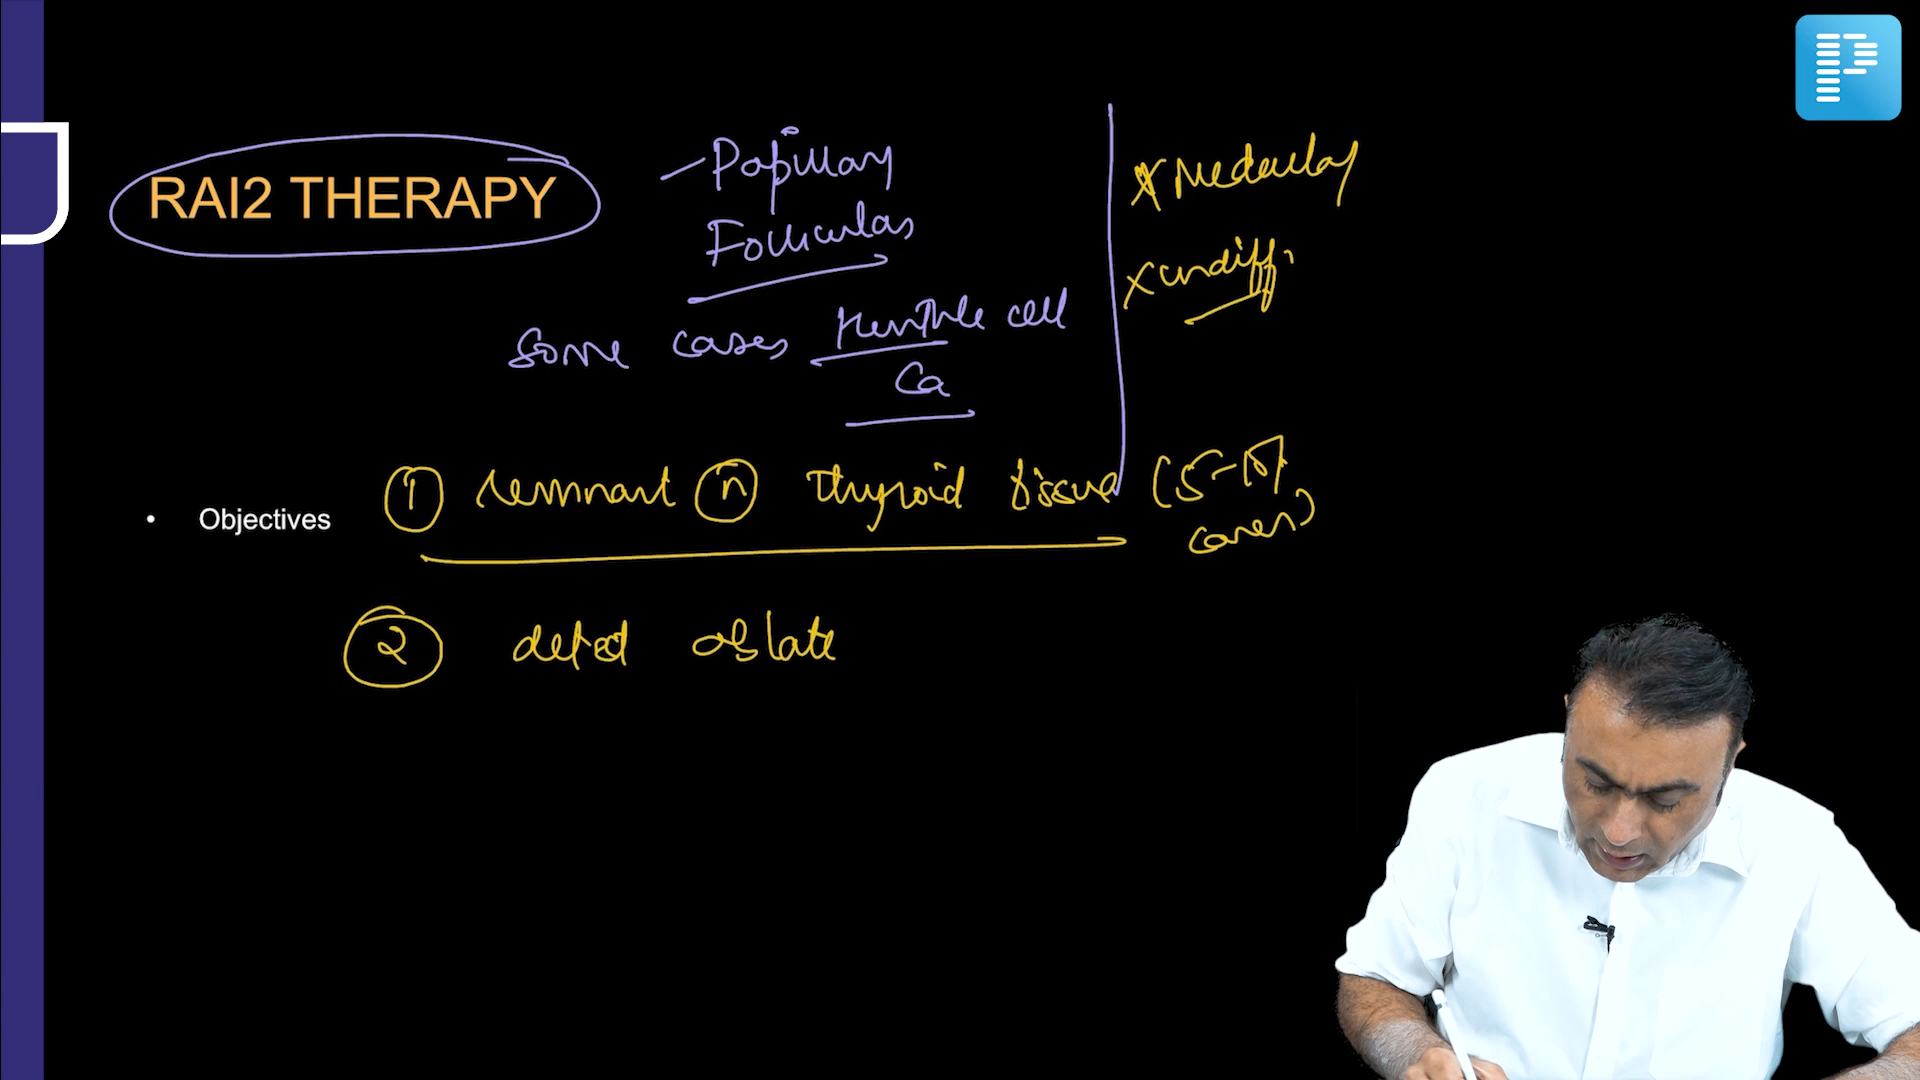 RAI2 THERAPY
Papillary
Follicular
Some cases Hurthle cell
Ca
x Medullary
x undiff.
• Objectives
① remnant ⓝ thyroid tissue (5-10%
cases)
② detect ablate
P